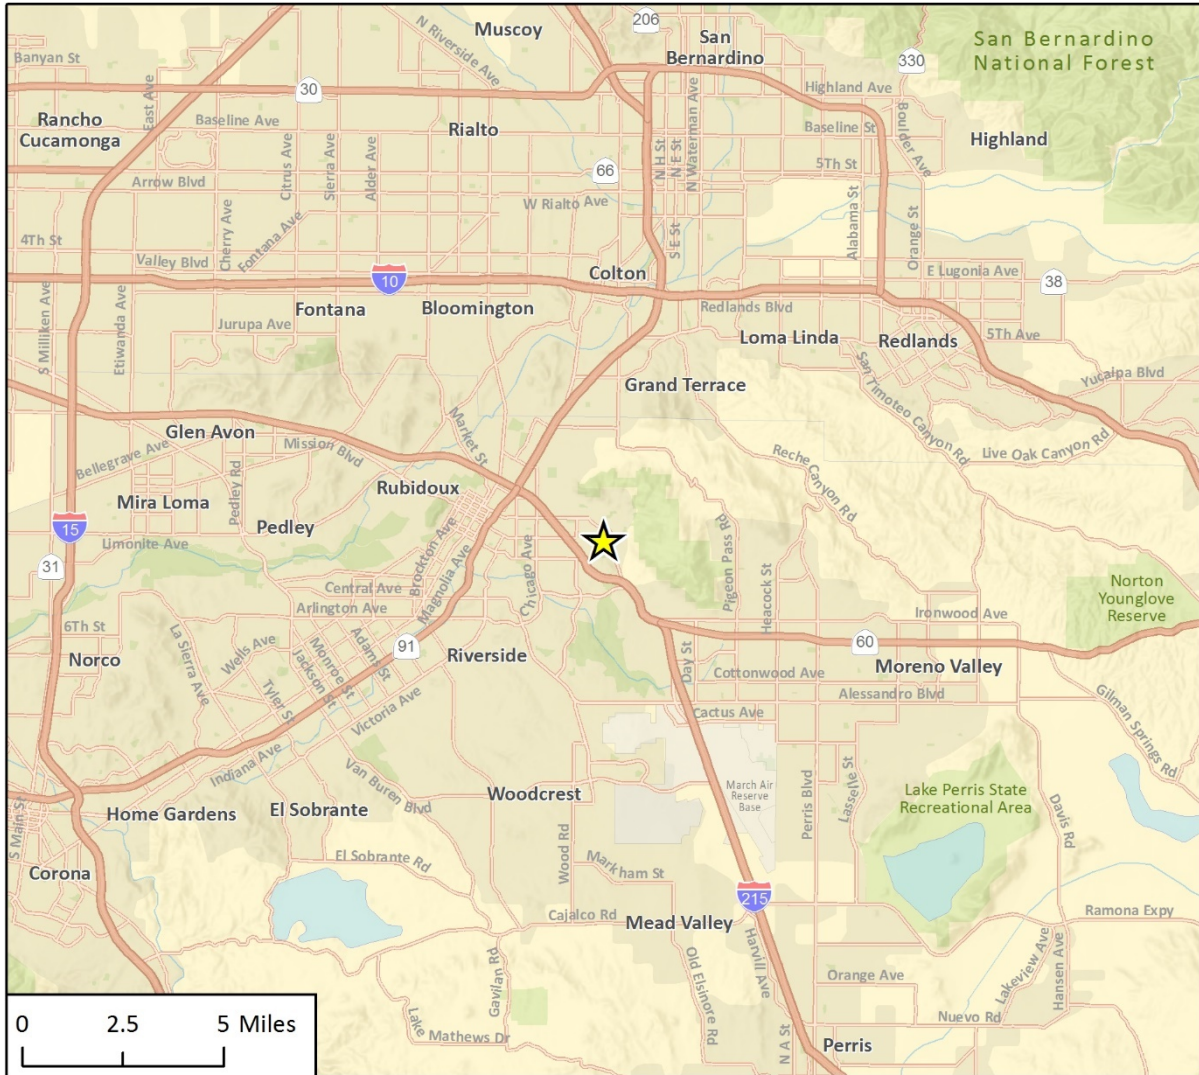 Muscoy
206
San
Bernardino
San Bernardino
National Forest
N Riverside Ave
330
Banyan St
30
Highland Ave
East Ave
Rancho
Cucamonga
Baseline Ave
Rialto
N H St
N E St
N Waterman Ave
Baseline St
Boulder Ave
Highland
Citrus Ave
Sierra Ave
Alder Ave
66
5Th St
Arrow Blvd
W Rialto Ave
Alabama St
Orange St
Cherry Ave
Fontana Ave
4Th St
Valley Blvd
S E St
10
Colton
E Lugonia Ave
38
S Milliken Ave
Etiwanda Ave
Fontana
Bloomington
Redlands Blvd
Jurupa Ave
Loma Linda
Redlands
5Th Ave
Grand Terrace
San Timoteo Canyon Rd
Yucaipa Blvd
Market St
Glen Avon
Mission Blvd
Bellegrave Ave
Pedley Rd
Reche Canyon Rd
Live Oak Canyon Rd
Rubidoux
Mira Loma
Pedley
15
Limonite Ave
31
Brockton Ave
Magnolia Ave
Chicago Ave
Pigeon Pass Rd
Heacock St
Central Ave
Arlington Ave
Norton
Younglove
Reserve
Ironwood Ave
6Th St
La Sierra Ave
Wells Ave
Monroe St
Jackson St
Adams St
91
Riverside
60
Norco
Tyler St
Victoria Ave
Day St
Cottonwood Ave
Moreno Valley
Alessandro Blvd
Cactus Ave
Gilman Springs Rd
Indiana Ave
Van Buren Blvd
Woodcrest
March Air
Reserve
Base
Perris Blvd
Lasselle St
Lake Perris State
Recreational Area
Davis Rd
S Main St
Home Gardens
El Sobrante
Corona
El Sobrante Rd
Wood Rd
Markham St
215
Cajalco Rd
Mead Valley
Ramona Expy
Gavilan Rd
Old Elsinore Rd
Harvill Ave
Orange Ave
Lakeview Ave
Hansen Ave
Lake
Mathews Dr
N A St
Nuevo Rd
Perris
0 2.5 5 Miles